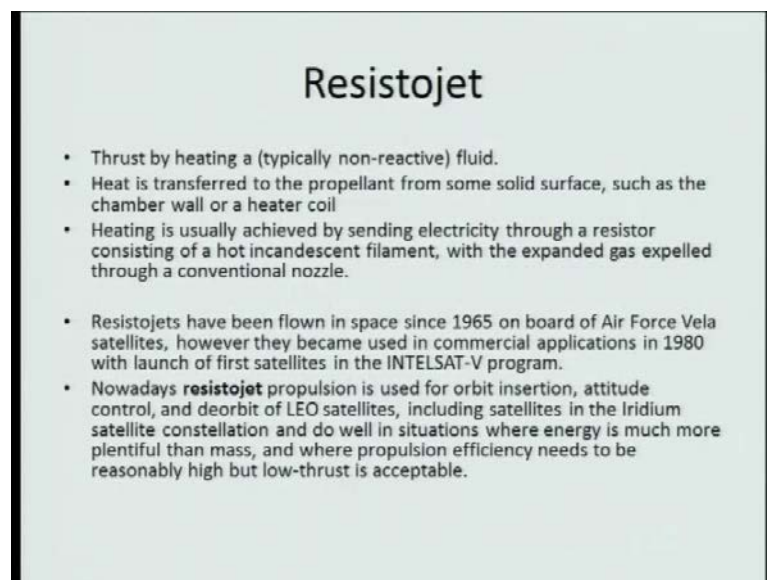 Resistojet
• Thrust by heating a (typically non-reactive) fluid.
• Heat is transferred to the propellant from some solid surface, such as the
chamber wall or a heater coil
• Heating is usually achieved by sending electricity through a resistor
consisting of a hot incandescent filament, with the expanded gas expelled
through a conventional nozzle.
• Resistojets have been flown in space since 1965 on board of Air Force Vela
satellites, however they became used in commercial applications in 1980
with launch of first satellites in the INTELSAT-V program.
• Nowadays resistojet propulsion is used for orbit insertion, attitude
control, and deorbit of LEO satellites, including satellites in the Iridium
satellite constellation and do well in situations where energy is much more
plentiful than mass, and where propulsion efficiency needs to be
reasonably high but low-thrust is acceptable.